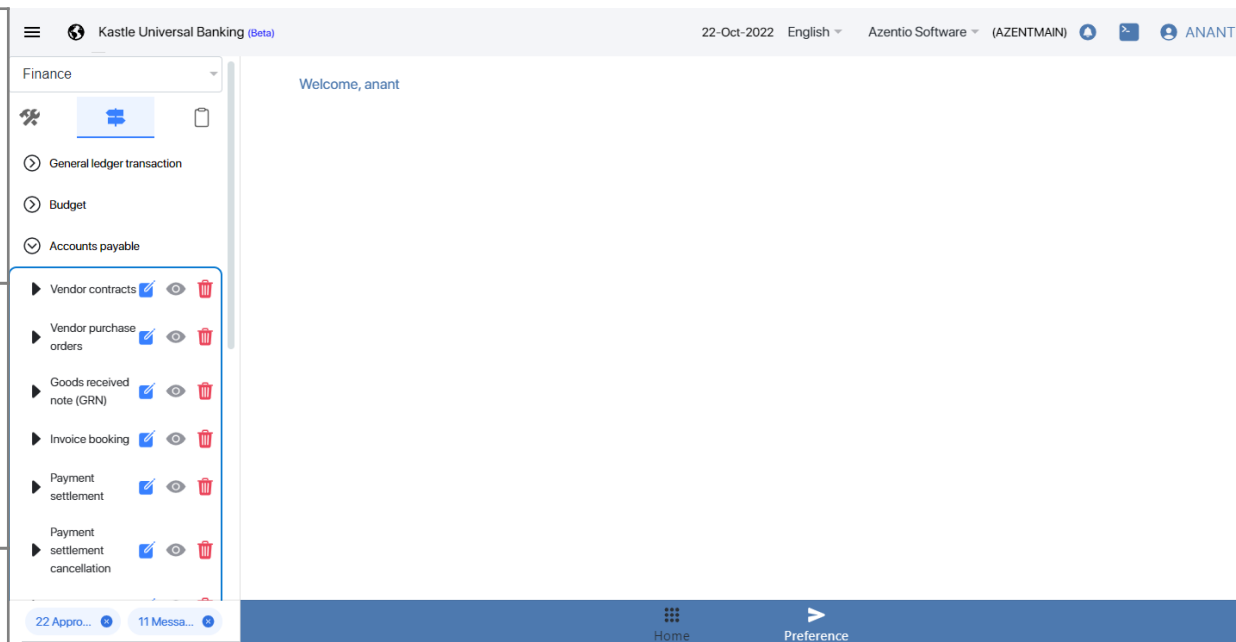 Kastle Universal Banking (Beta)
22-Oct-2022 English Azentio Software (AZENTMAIN) ANANT
Finance
Welcome, anant
General ledger transaction
Budget
Accounts payable
Vendor contracts
Vendor purchase
orders
Goods received
note (GRN)
Invoice booking
Payment
settlement
Payment
settlement
cancellation
22 Appro...
11 Messa...
Home
Preference